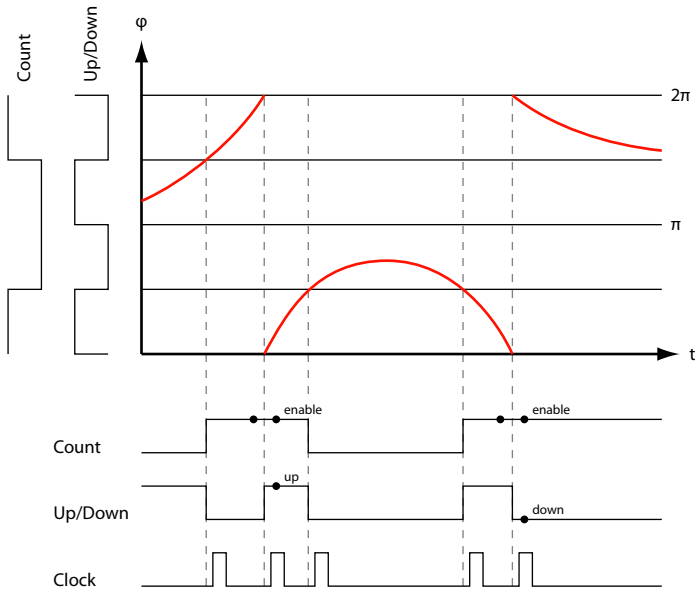 φ
Count
Up/Down
2π
π
t
enable
enable
Count
up
Up/Down
down
Clock